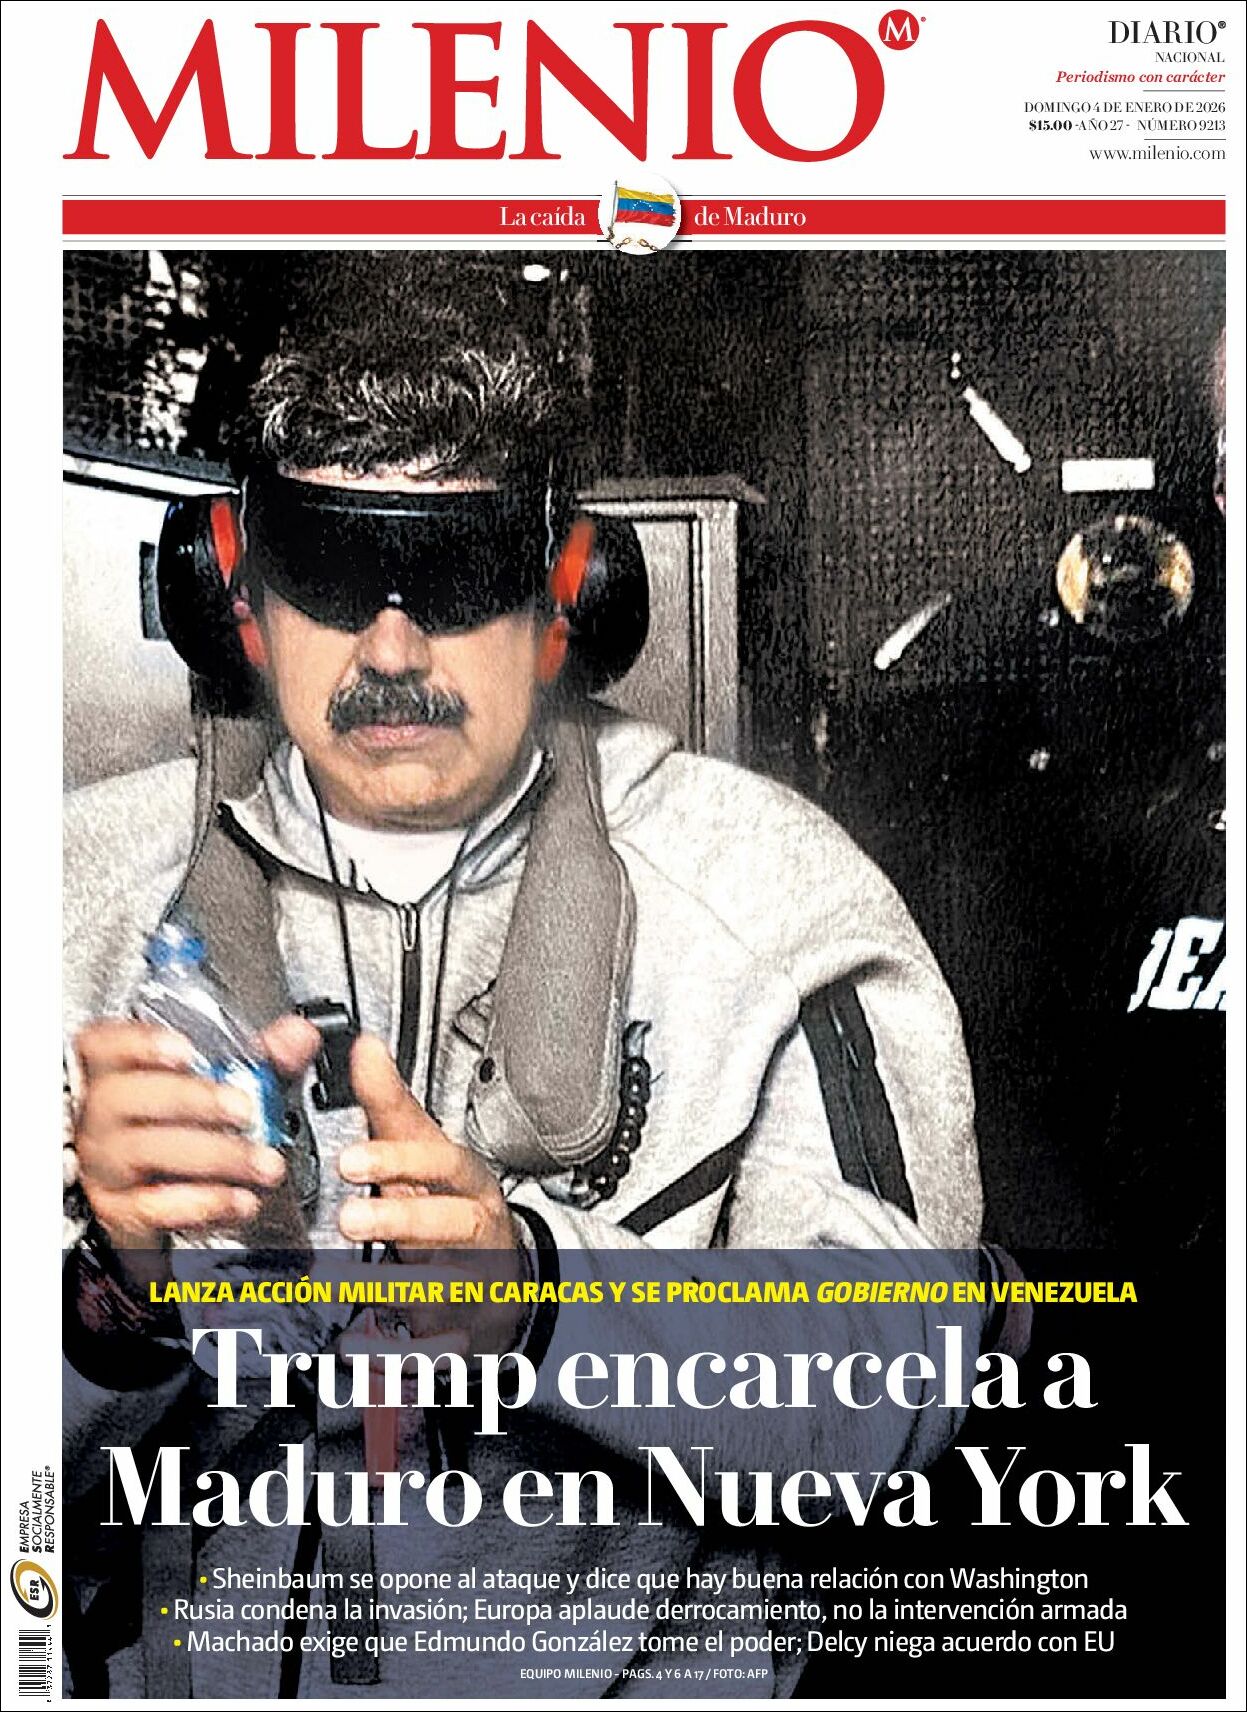 MILENIO
M
DIARIO®
NACIONAL
Periodismo con carácter
DOMINGO 4 DE ENERO DE 2026
$15.00 - AÑO 27 - NÚMERO 9213
www.milenio.com
La caída de Maduro
LANZA ACCIÓN MILITAR EN CARACAS Y SE PROCLAMA GOBIERNO EN VENEZUELA
Trump encarcela a
Maduro en Nueva York
• Sheinbaum se opone al ataque y dice que hay buena relación con Washington
• Rusia condena la invasión; Europa aplaude derrocamiento, no la intervención armada
• Machado exige que Edmundo González tome el poder; Delcy niega acuerdo con EU
EQUIPO MILENIO - PAGS. 4 Y 6 A 17 / FOTO: AFP
EMPRESA
SOCIALMENTE
RESPONSABLE®
ESR